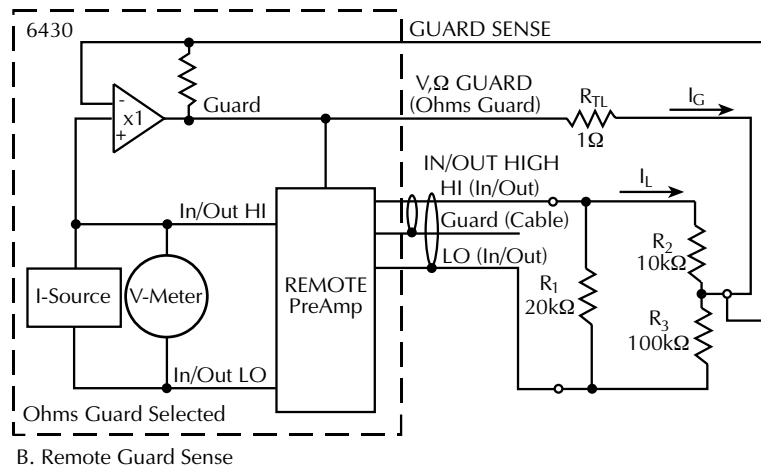 6430
GUARD SENSE
-
x1
+
Guard
V,Ω GUARD
(Ohms Guard)
R_TL
1Ω
I_G
IN/OUT HIGH
HI (In/Out)
I_L
In/Out HI
Guard (Cable)
LO (In/Out)
I-Source
V-Meter
REMOTE
PreAmp
R_1
20kΩ
R_2
10kΩ
R_3
100kΩ
In/Out LO
Ohms Guard Selected
B. Remote Guard Sense